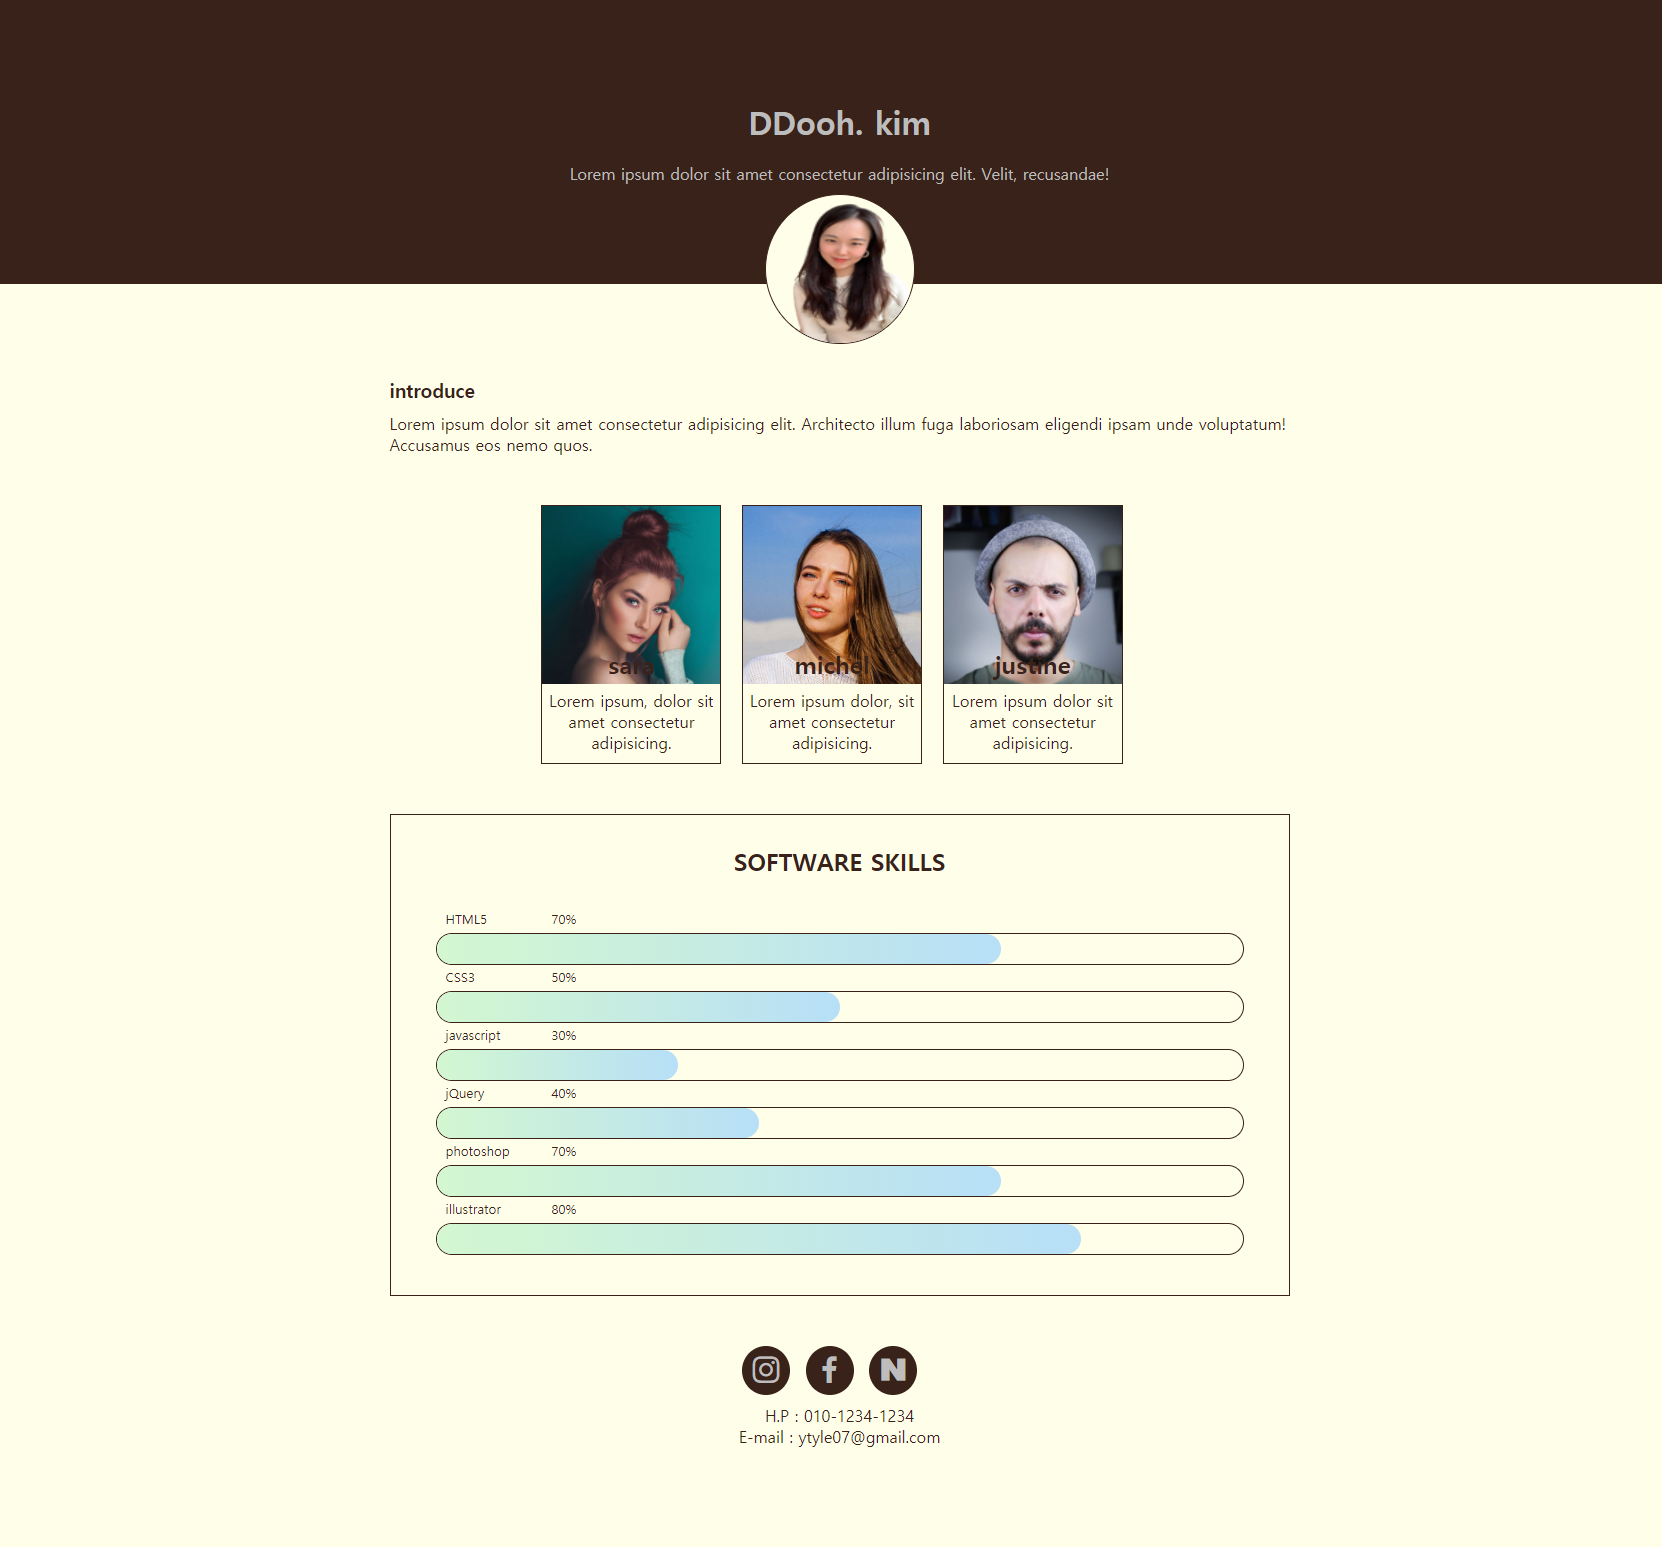 DDooh. kim
Lorem ipsum dolor sit amet consectetur adipisicing elit. Velit, recusandae!
introduce
Lorem ipsum dolor sit amet consectetur adipisicing elit. Architecto illum fuga laboriosam eligendi ipsam unde voluptatum!
Accusamus eos nemo quos.
sara
Lorem ipsum, dolor sit
amet consectetur
adipisicing.
michel
Lorem ipsum dolor, sit
amet consectetur
adipisicing.
justine
Lorem ipsum dolor sit
amet consectetur
adipisicing.
SOFTWARE SKILLS
HTML5 70%
CSS3 50%
javascript 30%
jQuery 40%
photoshop 70%
illustrator 80%
N
H.P : 010-1234-1234
E-mail : ytyle07@gmail.com